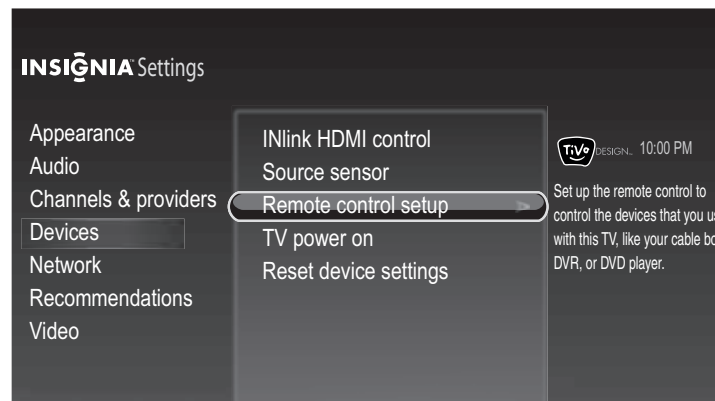 INSIGNIA™ Settings
Appearance
Audio
Channels & providers
Devices
Network
Recommendations
Video
INlink HDMI control
Source sensor
Remote control setup >
TV power on
Reset device settings
TiVo DESIGN 10:00 PM
Set up the remote control to
control the devices that you
with this TV, like your cable
DVR, or DVD player.